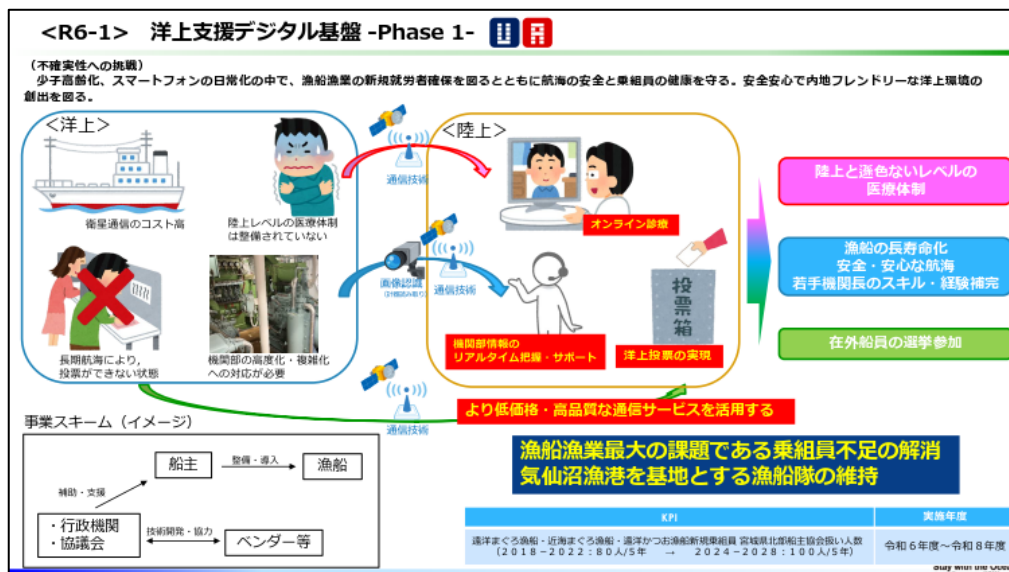 <R6-1> 洋上支援デジタル基盤 -Phase 1-
（不確実性への挑戦）
少子高齢化、スマートフォンの日常化の中で、漁船漁業の新規就労者確保を図るとともに航海の安全と乗組員の健康を守る。安全安心で内地フレンドリーな洋上環境の
創出を図る。
＜洋上＞
衛星通信のコスト高
陸上レベルの医療体制
は整備されていない
長期航海により，
投票ができない状態
機関部の高度化・複雑化
への対応が必要
通信技術
画像認識
（計器読み取り）
通信技術
通信技術
＜陸上＞
オンライン診療
機関部情報の
リアルタイム把握・サポート
投票箱
洋上投票の実現
より低価格・高品質な通信サービスを活用する
陸上と遜色ないレベルの
医療体制
漁船の長寿命化
安全・安心な航海
若手機関長のスキル・経験補完
在外船員の選挙参加
事業スキーム（イメージ）
船主
整備・導入
漁船
補助・支援
・行政機関
・協議会
技術開発・協力
ベンダー等
漁船漁業最大の課題である乗組員不足の解消
気仙沼漁港を基地とする漁船隊の維持
KPI
実施年度
遠洋まぐろ漁船・近海まぐろ漁船・遠洋かつお漁船新規乗組員 宮城県北部船主協会扱い人数
（2018－2022：80人/5年 → 2024－2028：100人/5年）
令和６年度～令和８年度
Stay with the Oce